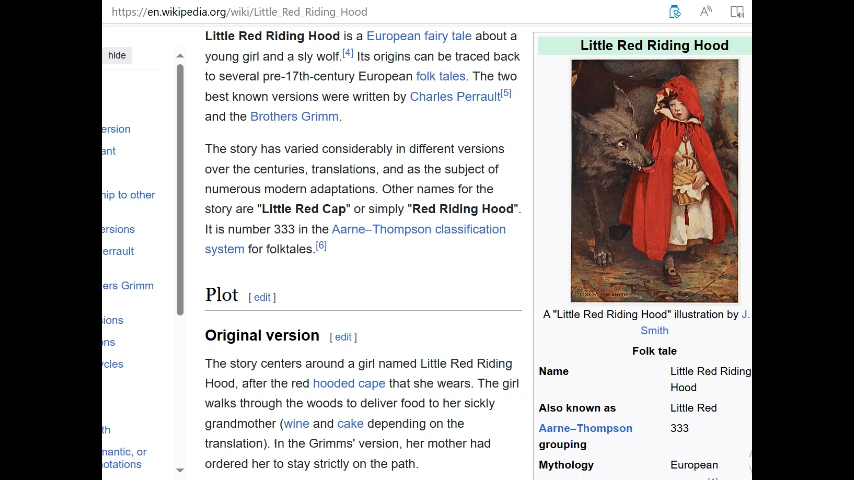 https://en.wikipedia.org/wiki/Little_Red_Riding_Hood
hide
ersion
ant
hip to other
ersions
errault
ers Grimm
ions
ons
ycles
th
mantic, or
notations
Little Red Riding Hood is a European fairy tale about a
young girl and a sly wolf.[4] Its origins can be traced back
to several pre-17th-century European folk tales. The two
best known versions were written by Charles Perrault[5]
and the Brothers Grimm.
The story has varied considerably in different versions
over the centuries, translations, and as the subject of
numerous modern adaptations. Other names for the
story are "Little Red Cap" or simply "Red Riding Hood".
It is number 333 in the Aarne–Thompson classification
system for folktales.[6]
Plot [ edit ]
Original version [ edit ]
The story centers around a girl named Little Red Riding
Hood, after the red hooded cape that she wears. The girl
walks through the woods to deliver food to her sickly
grandmother (wine and cake depending on the
translation). In the Grimms' version, her mother had
ordered her to stay strictly on the path.
Little Red Riding Hood
A "Little Red Riding Hood" illustration by J.
Smith
Folk tale
Name Little Red Riding
Hood
Also known as Little Red
Aarne–Thompson 333
grouping
Mythology European